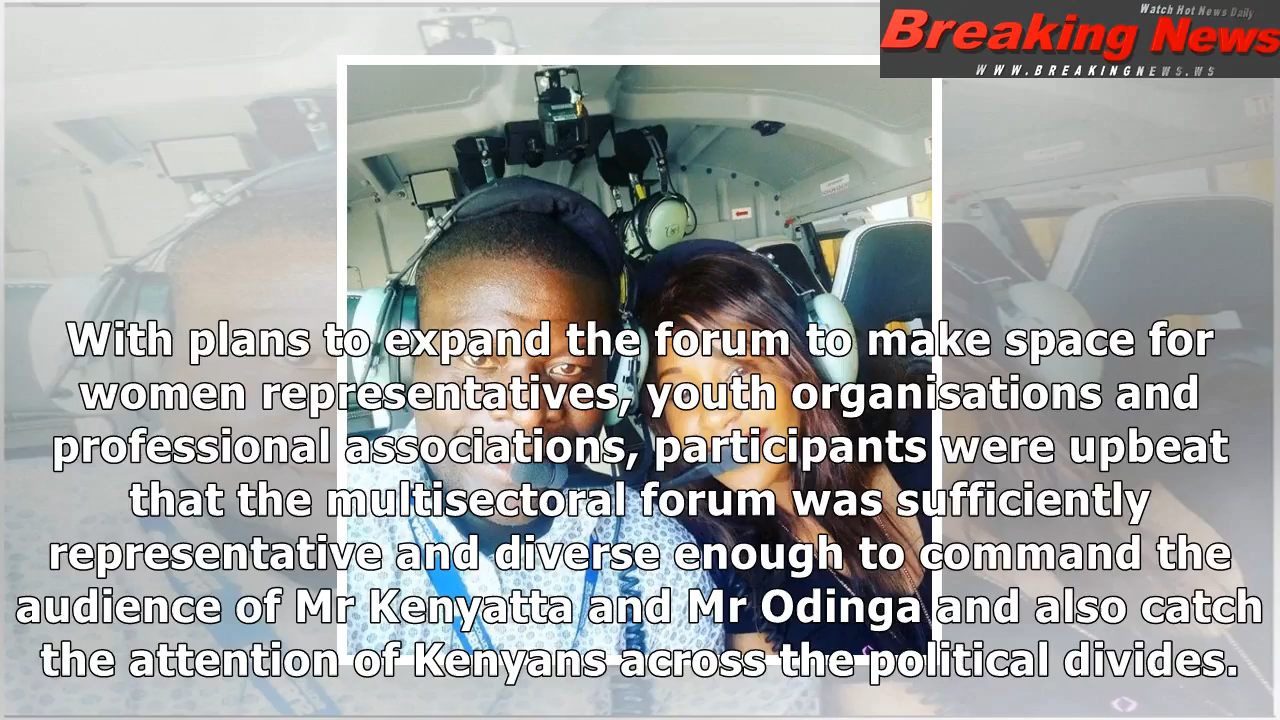 Watch Hot News Daily
Breaking News
WWW.BREAKINGNEWS.WS
With plans to expand the forum to make space for
women representatives, youth organisations and
professional associations, participants were upbeat
that the multisectoral forum was sufficiently
representative and diverse enough to command the
audience of Mr Kenyatta and Mr Odinga and also catch
the attention of Kenyans across the political divides.